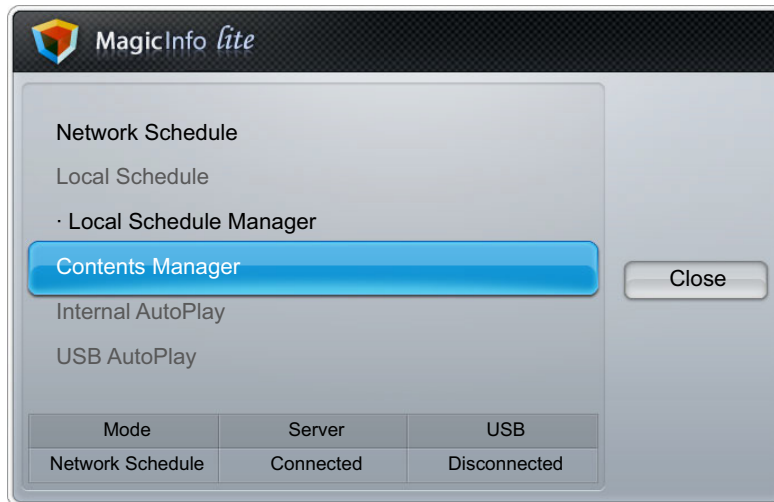 MagicInfo lite
Network Schedule
Local Schedule
· Local Schedule Manager
Contents Manager
Close
Internal AutoPlay
USB AutoPlay
Mode Server USB
Network Schedule Connected Disconnected